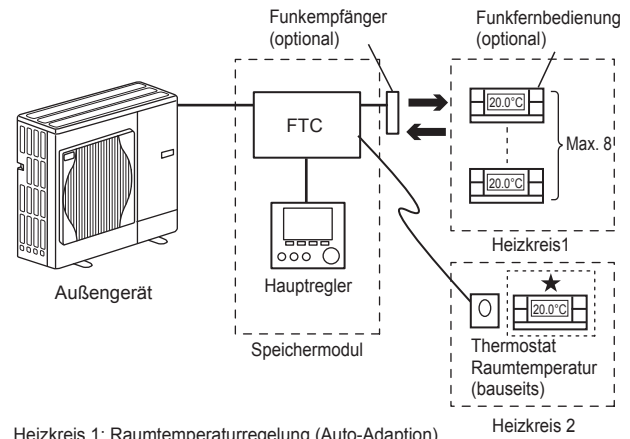 Funkempfänger
(optional)
Funkfernbedienung
(optional)
20.0°C
FTC
Max. 8
20.0°C
Heizkreis1
Außengerät
Hauptregler
20.0°C
Thermostat
Raumtemperatur
(bauseits)
Speichermodul
Heizkreis 2
Heizkreis 1: Raumtemperaturregelung (Auto-Adaption)